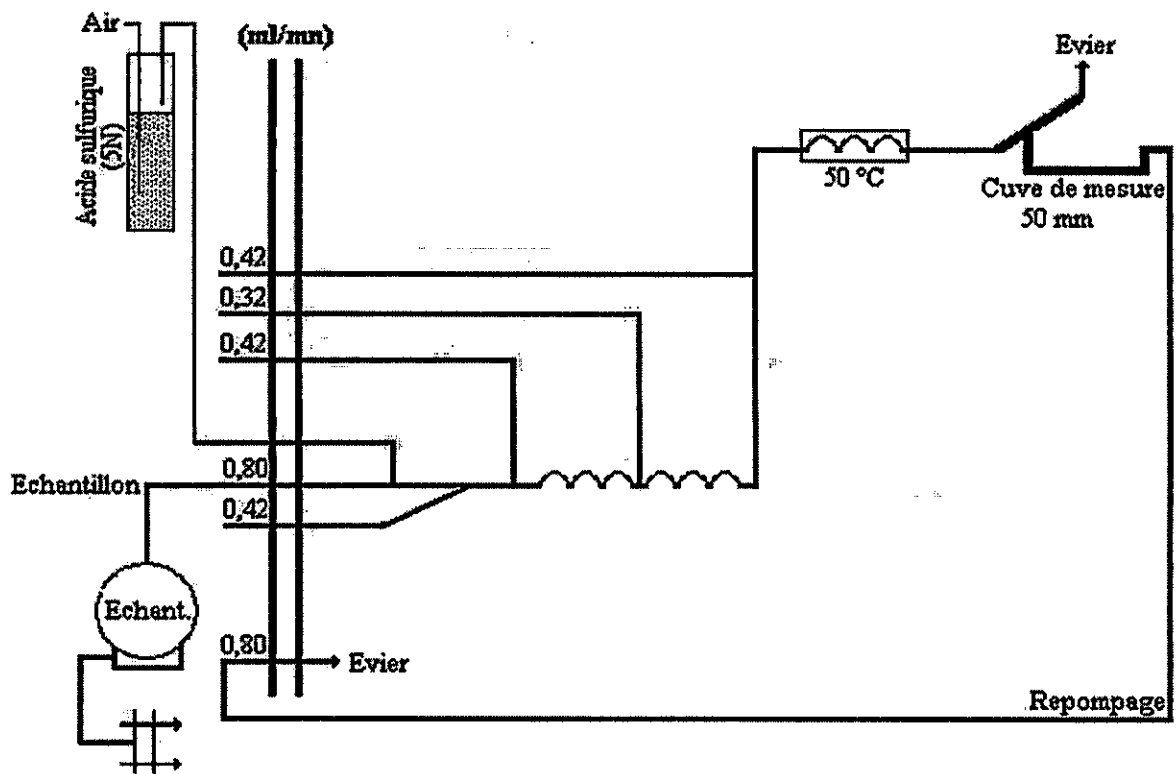 Air
(ml/mn)
Evier
Acide sulfurique
(5N)
50 °C
Cuve de mesure
50 mm
0,42
0,32
0,42
0,80
Echantillon
0,42
Echant.
0,80
Evier
Repompage